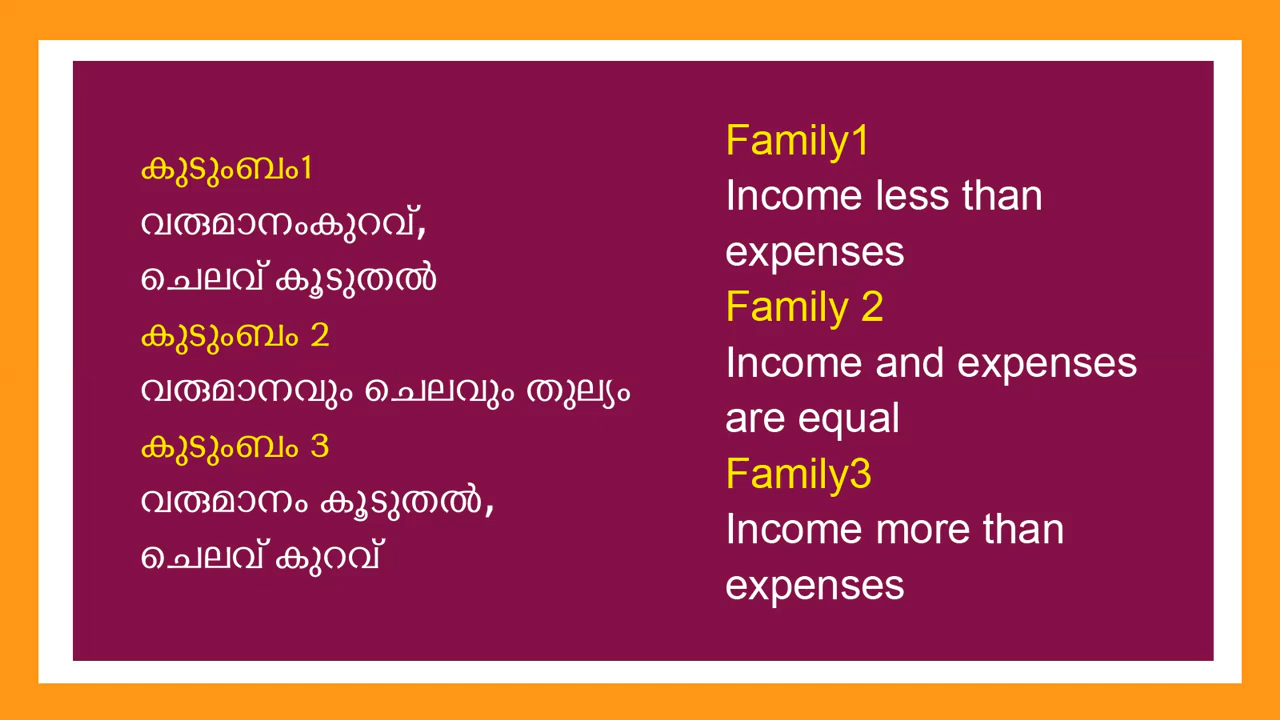 കുടുംബം1
വരുമാനംകുറവ്,
ചെലവ് കൂടുതൽ
കുടുംബം 2
വരുമാനവും ചെലവും തുല്യം
കുടുംബം 3
വരുമാനം കൂടുതൽ,
ചെലവ് കുറവ്
Family1
Income less than
expenses
Family 2
Income and expenses
are equal
Family3
Income more than
expenses